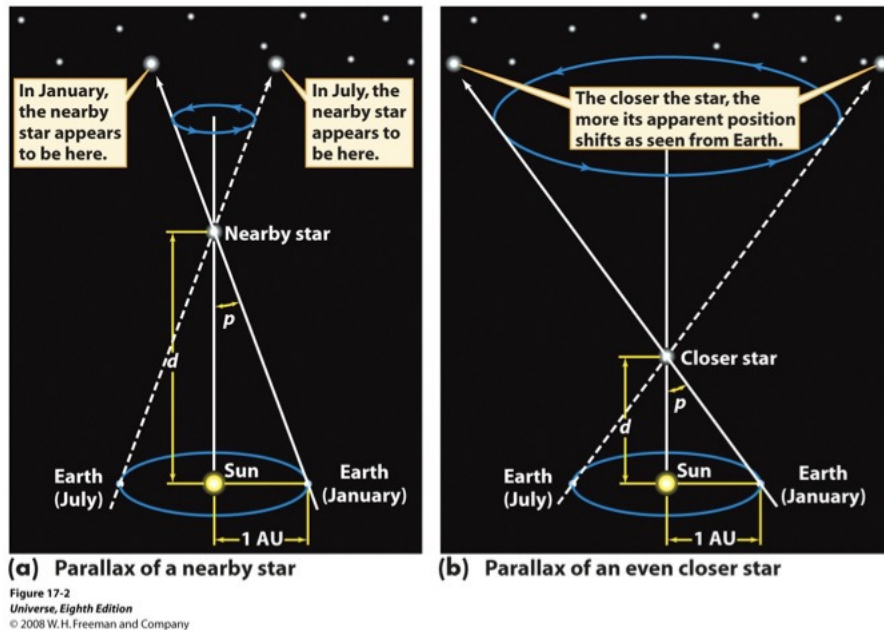 In January,
the nearby
star appears
to be here.
In July, the
nearby star
appears to
be here.
Nearby star
p
d
Earth
(July)
Sun
Earth
(January)
1 AU
(a) Parallax of a nearby star
The closer the star, the
more its apparent position
shifts as seen from Earth.
Closer star
p
d
Earth
(July)
Sun
Earth
(January)
1 AU
(b) Parallax of an even closer star
Figure 17-2
Universe, Eighth Edition
© 2008 W. H. Freeman and Company